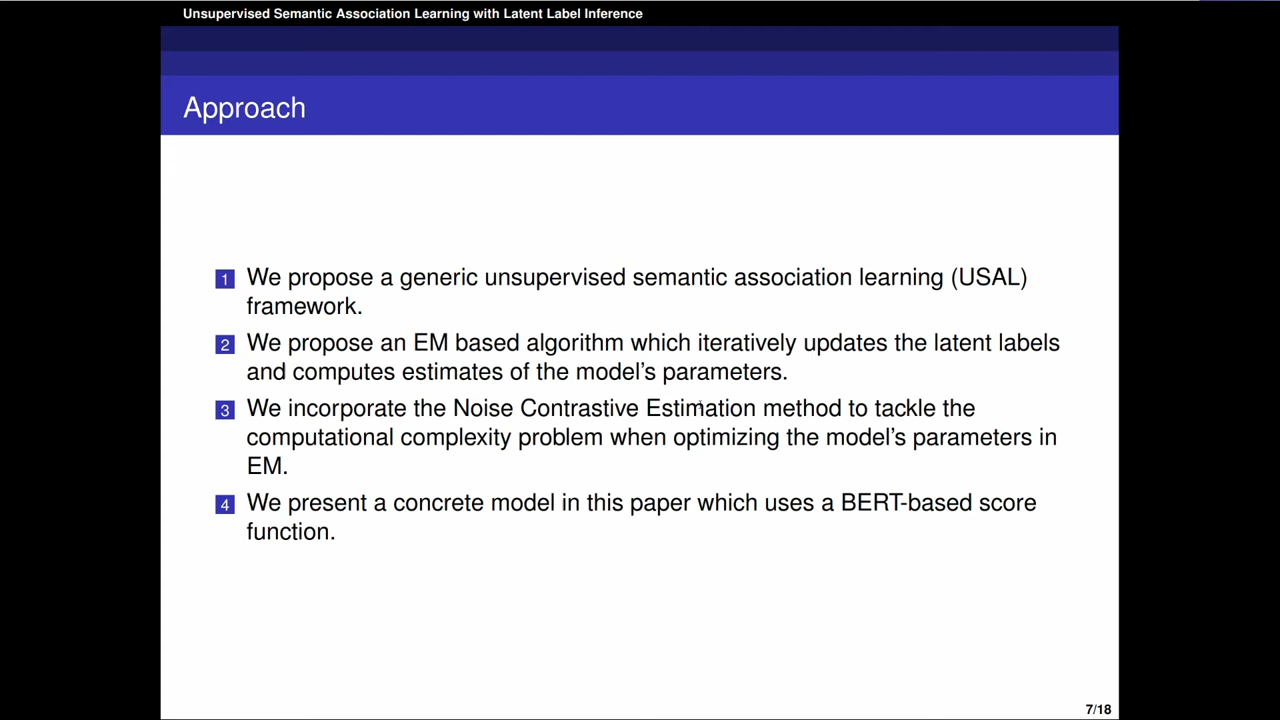 Unsupervised Semantic Association Learning with Latent Label Inference
Approach
1 We propose a generic unsupervised semantic association learning (USAL)
framework.
2 We propose an EM based algorithm which iteratively updates the latent labels
and computes estimates of the model's parameters.
3 We incorporate the Noise Contrastive Estimation method to tackle the
computational complexity problem when optimizing the model's parameters in
EM.
4 We present a concrete model in this paper which uses a BERT-based score
function.
7/18